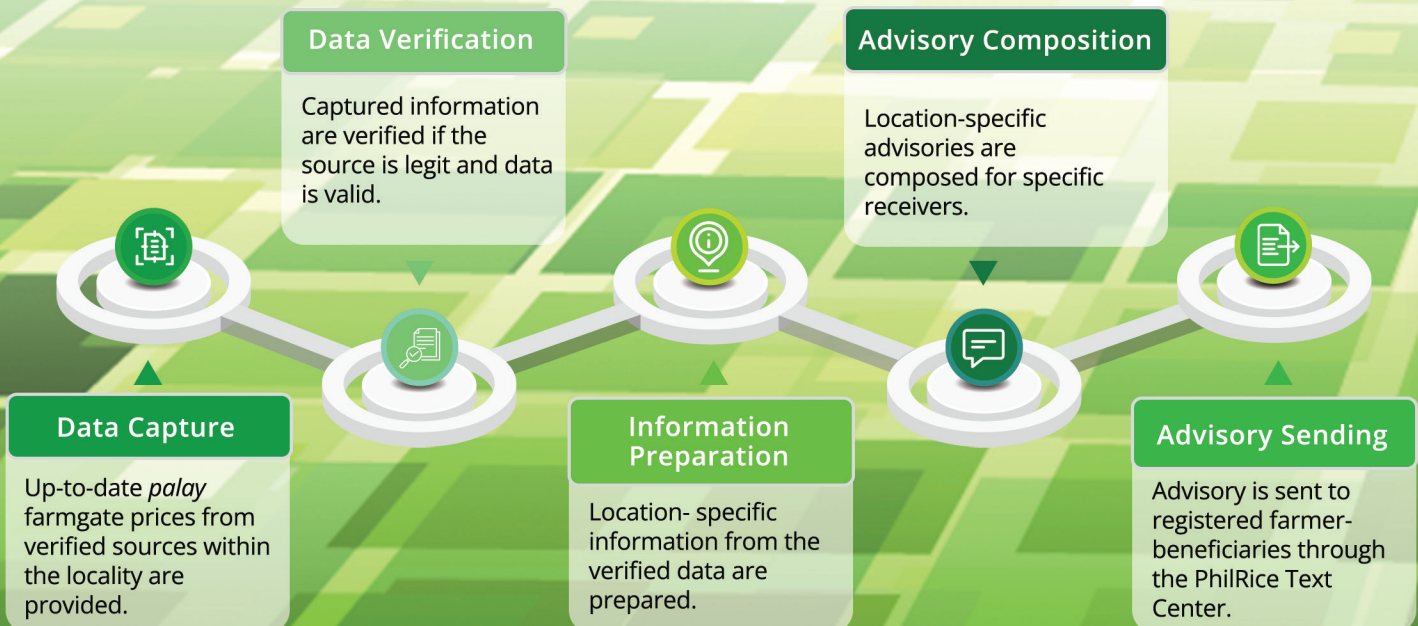 Data Capture
Up-to-date palay
farmgate prices from
verified sources within
the locality are
provided.
Data Verification
Captured information
are verified if the
source is legit and data
is valid.
Information
Preparation
Location- specific
information from the
verified data are
prepared.
Advisory Composition
Location-specific
advisories are
composed for specific
receivers.
Advisory Sending
Advisory is sent to
registered farmer-
beneficiaries through
the PhilRice Text
Center.